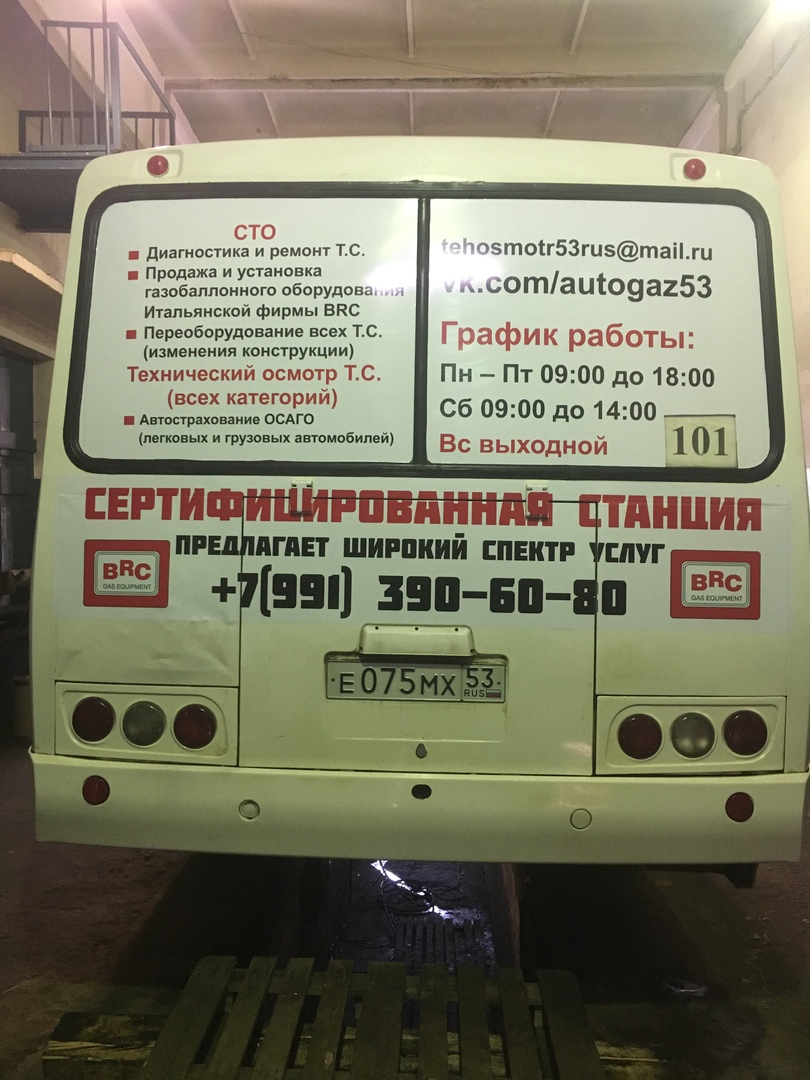 СТО
Диагностика и ремонт Т.С.
Продажа и установка
газобаллонного оборудования
Итальянской фирмы BRC
Переоборудование всех Т.С.
(изменения конструкции)
Технический осмотр Т.С.
(всех категорий)
Автострахование ОСАГО
(легковых и грузовых автомобилей)
tehosmotr53rus@mail.ru
vk.com/autogaz53
График работы:
Пн – Пт 09:00 до 18:00
Сб 09:00 до 14:00
Вс выходной
101
СЕРТИФИЦИРОВАННАЯ СТАНЦИЯ
ПРЕДЛАГАЕТ ШИРОКИЙ СПЕКТР УСЛУГ
+7(991) 390-60-80
BRC
GAS EQUIPMENT
BRC
GAS EQUIPMENT
Е075МХ 53
RUS